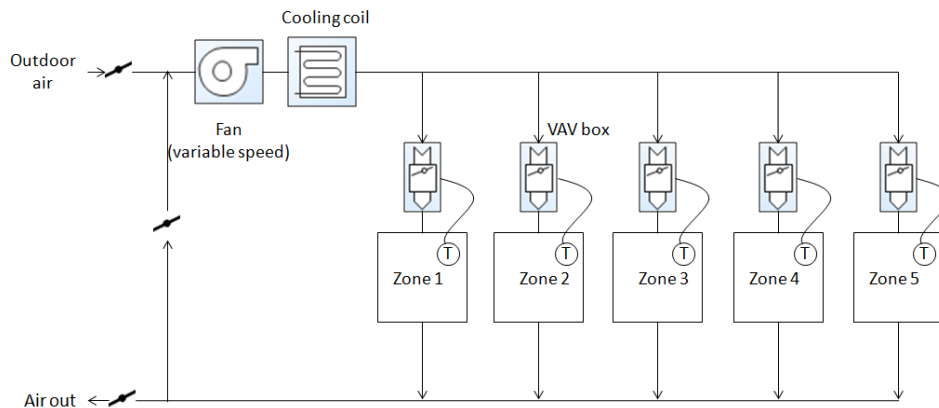 Cooling coil
Outdoor
air
Fan
(variable speed)
VAV box
T
T
T
T
T
Zone 1
Zone 2
Zone 3
Zone 4
Zone 5
Air out